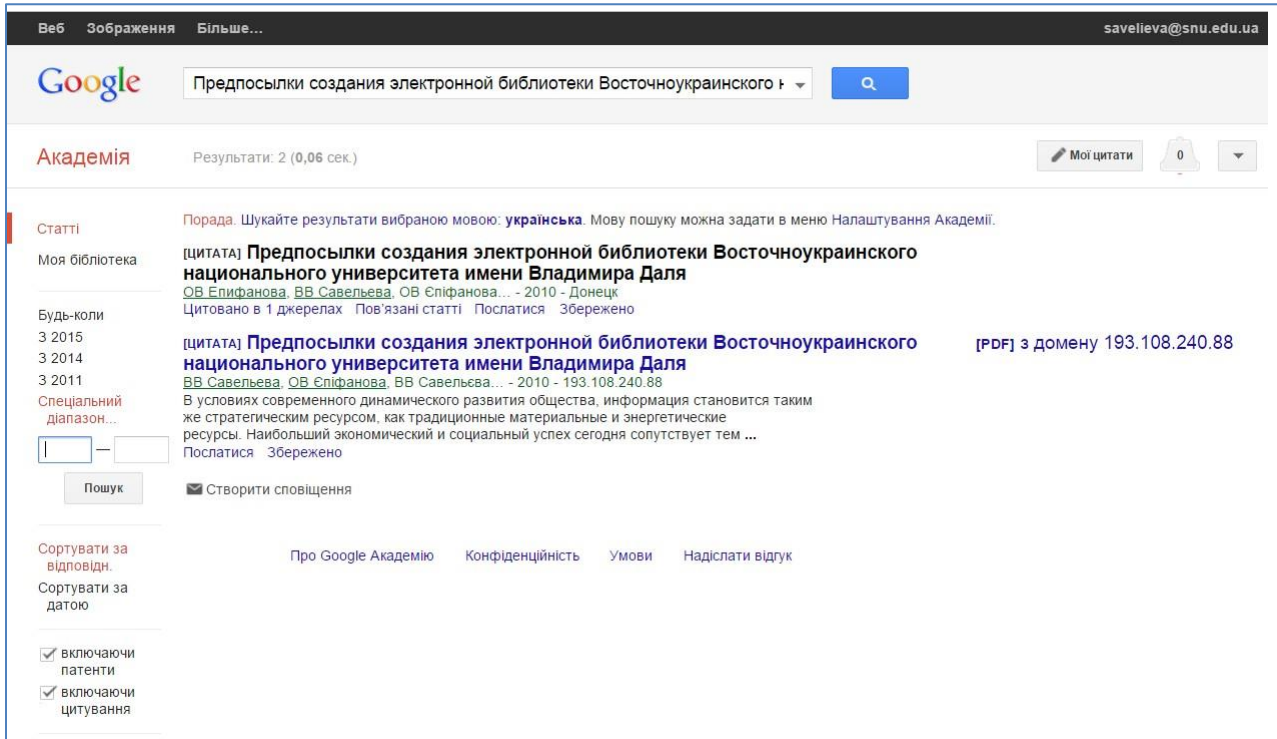 Веб Зображення Більше... savelieva@snu.edu.ua
Google Предпосылки создания электронной библиотеки Восточноукраинского н
Академія Результати: 2 (0,06 сек.) Мої цитати 0
Порада. Шукайте результати вибраною мовою: українська. Мову пошуку можна задати в меню Налаштування Академії.
Статті
Моя бібліотека
Будь-коли
З 2015
З 2014
З 2011
Спеціальний
діапазон...
—
Пошук
Сортувати за
відповідн.
Сортувати за
датою
включаючи
патенти
включаючи
цитування
[ЦИТАТА] Предпосылки создания электронной библиотеки Восточноукраинского
национального университета имени Владимира Даля
ОВ Епифанова, ВВ Савельева, ОВ Єпіфанова... - 2010 - Донецк
Цитовано в 1 джерелах Пов'язані статті Послатися Збережено
[ЦИТАТА] Предпосылки создания электронной библиотеки Восточноукраинского
национального университета имени Владимира Даля
[PDF] з домену 193.108.240.88
ВВ Савельева, ОВ Єпіфанова, ВВ Савельєва... - 2010 - 193.108.240.88
В условиях современного динамического развития общества, информация становится таким
же стратегическим ресурсом, как традиционные материальные и энергетические
ресурсы. Наибольший экономический и социальный успех сегодня сопутствует тем ...
Послатися Збережено
Створити сповіщення
Про Google Академію Конфіденційність Умови Надіслати відгук